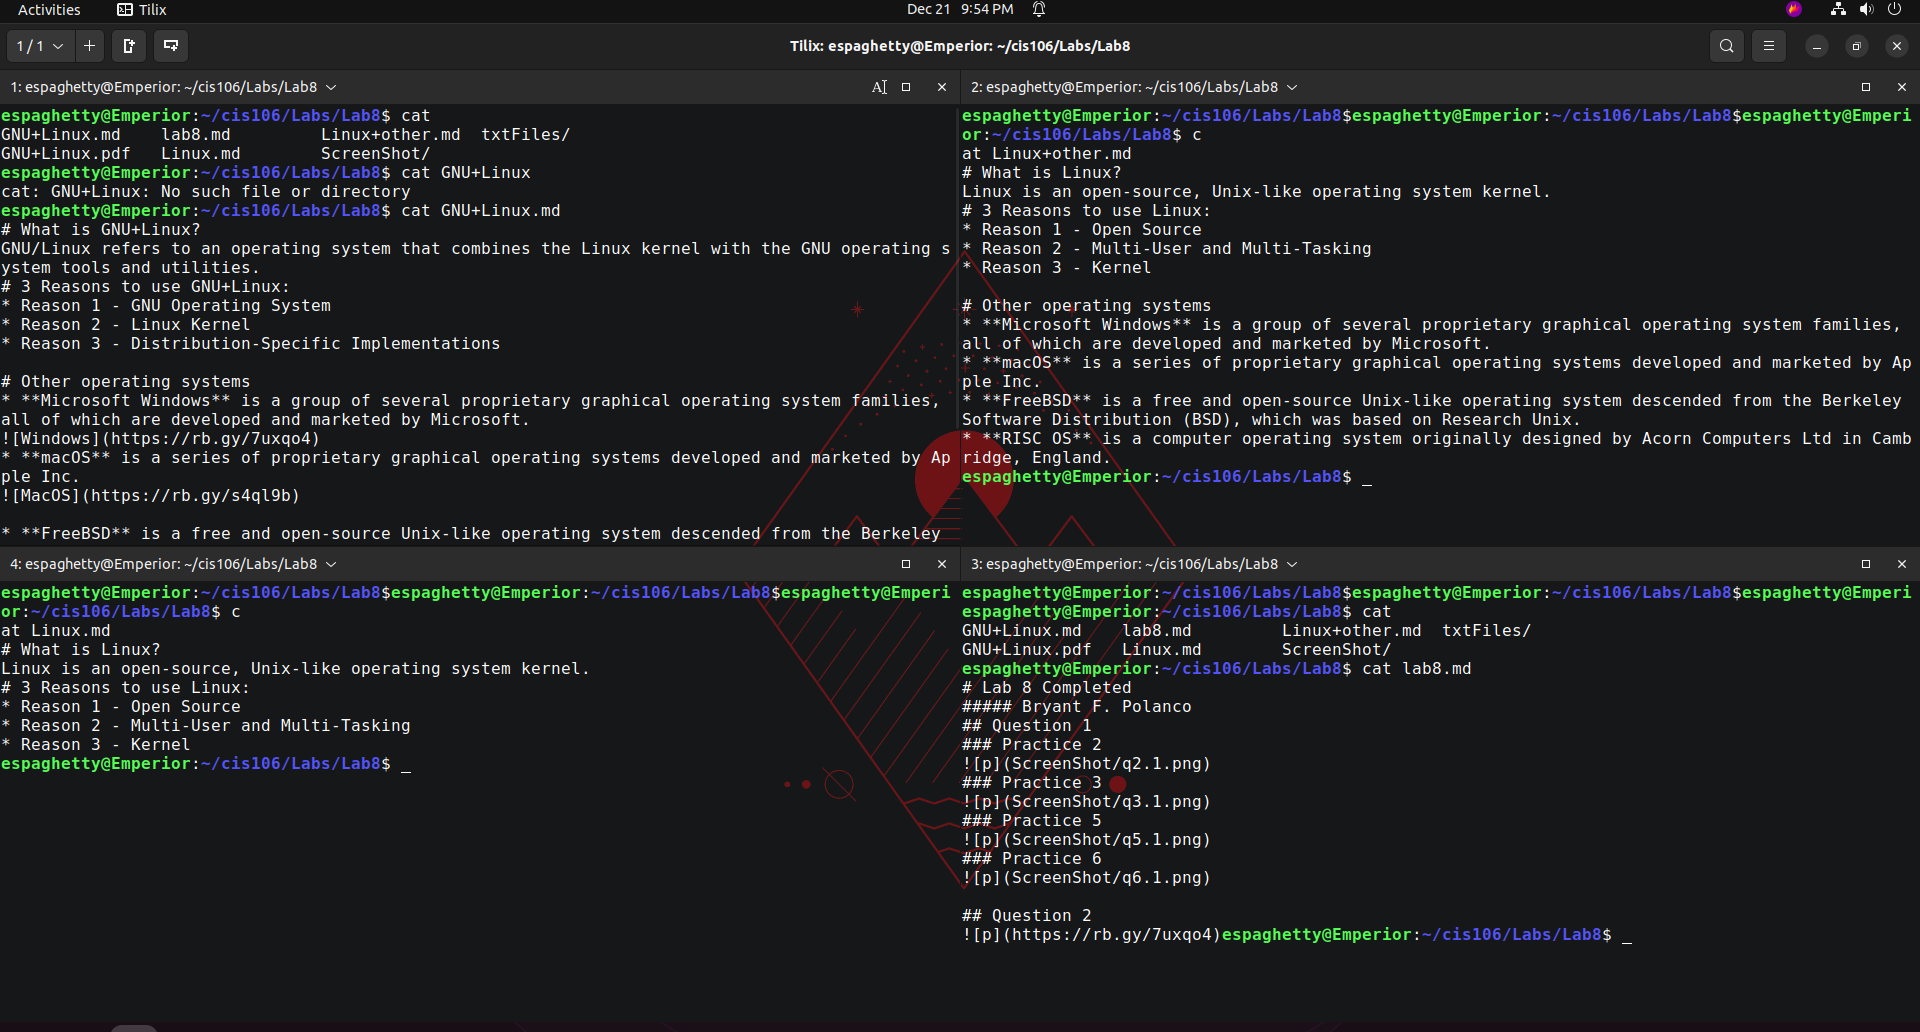 Activities Tilix Dec 21 9:54 PM
1 / 1 Tilix: espaghetty@Emperior: ~/cis106/Labs/Lab8
1: espaghetty@Emperior: ~/cis106/Labs/Lab8
espaghetty@Emperior:~/cis106/Labs/Lab8$ cat
GNU+Linux.md    lab8.md         Linux+other.md  txtFiles/
GNU+Linux.pdf   Linux.md        ScreenShot/
espaghetty@Emperior:~/cis106/Labs/Lab8$ cat GNU+Linux
cat: GNU+Linux: No such file or directory
espaghetty@Emperior:~/cis106/Labs/Lab8$ cat GNU+Linux.md
# What is GNU+Linux?
GNU/Linux refers to an operating system that combines the Linux kernel with the GNU operating s
ystem tools and utilities.
# 3 Reasons to use GNU+Linux:
* Reason 1 - GNU Operating System
* Reason 2 - Linux Kernel
* Reason 3 - Distribution-Specific Implementations
# Other operating systems
* **Microsoft Windows** is a group of several proprietary graphical operating system families,
all of which are developed and marketed by Microsoft.
![Windows](https://rb.gy/7uxqo4)
* **macOS** is a series of proprietary graphical operating systems developed and marketed by Ap
ple Inc.
![MacOS](https://rb.gy/s4ql9b)
* **FreeBSD** is a free and open-source Unix-like operating system descended from the Berkeley
2: espaghetty@Emperior: ~/cis106/Labs/Lab8
espaghetty@Emperior:~/cis106/Labs/Lab8$espaghetty@Emperior:~/cis106/Labs/Lab8$espaghetty@Emperi
or:~/cis106/Labs/Lab8$ c
at Linux+other.md
# What is Linux?
Linux is an open-source, Unix-like operating system kernel.
# 3 Reasons to use Linux:
* Reason 1 - Open Source
* Reason 2 - Multi-User and Multi-Tasking
* Reason 3 - Kernel
# Other operating systems
* **Microsoft Windows** is a group of several proprietary graphical operating system families,
all of which are developed and marketed by Microsoft.
* **macOS** is a series of proprietary graphical operating systems developed and marketed by Ap
ple Inc.
* **FreeBSD** is a free and open-source Unix-like operating system descended from the Berkeley
Software Distribution (BSD), which was based on Research Unix.
* **RISC OS** is a computer operating system originally designed by Acorn Computers Ltd in Camb
ridge, England.
espaghetty@Emperior:~/cis106/Labs/Lab8$ _
4: espaghetty@Emperior: ~/cis106/Labs/Lab8
espaghetty@Emperior:~/cis106/Labs/Lab8$espaghetty@Emperior:~/cis106/Labs/Lab8$espaghetty@Emperi
or:~/cis106/Labs/Lab8$ c
at Linux.md
# What is Linux?
Linux is an open-source, Unix-like operating system kernel.
# 3 Reasons to use Linux:
* Reason 1 - Open Source
* Reason 2 - Multi-User and Multi-Tasking
* Reason 3 - Kernel
espaghetty@Emperior:~/cis106/Labs/Lab8$ _
3: espaghetty@Emperior: ~/cis106/Labs/Lab8
espaghetty@Emperior:~/cis106/Labs/Lab8$espaghetty@Emperior:~/cis106/Labs/Lab8$espaghetty@Emperi
espaghetty@Emperior:~/cis106/Labs/Lab8$ cat
GNU+Linux.md    lab8.md         Linux+other.md  txtFiles/
GNU+Linux.pdf   Linux.md        ScreenShot/
espaghetty@Emperior:~/cis106/Labs/Lab8$ cat lab8.md
# Lab 8 Completed
##### Bryant F. Polanco
## Question 1
### Practice 2
![p](ScreenShot/q2.1.png)
### Practice 3
![p](ScreenShot/q3.1.png)
### Practice 5
![p](ScreenShot/q5.1.png)
### Practice 6
![p](ScreenShot/q6.1.png)
## Question 2
![p](https://rb.gy/7uxqo4)espaghetty@Emperior:~/cis106/Labs/Lab8$ _